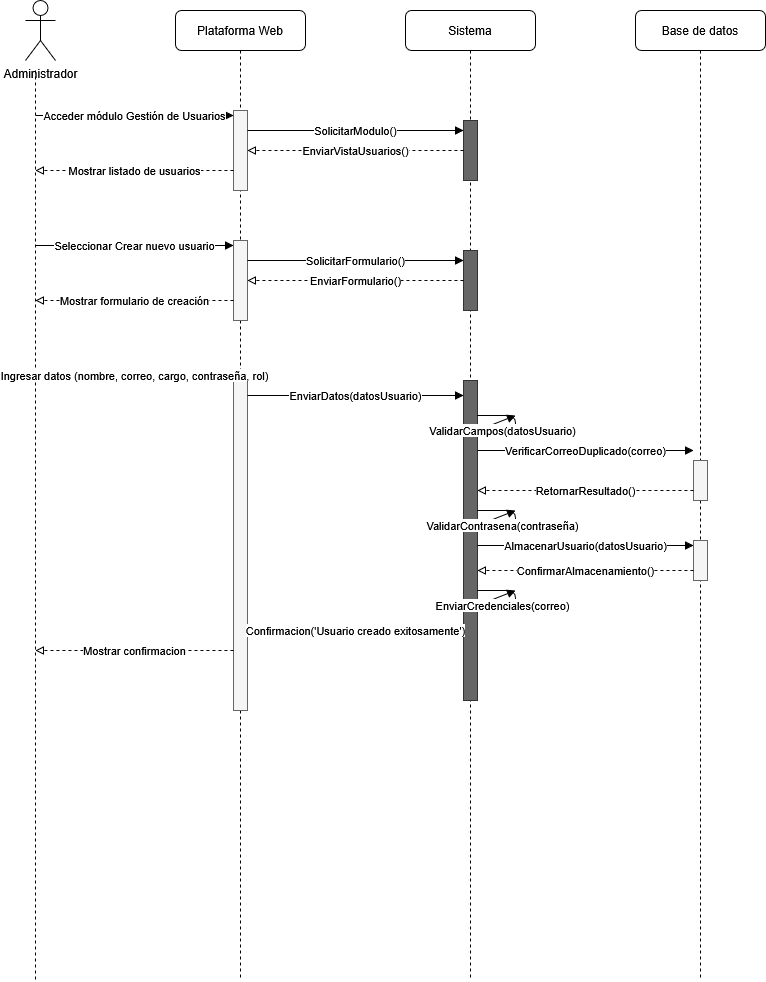 Administrador
Plataforma Web
Sistema
Base de datos
Acceder módulo Gestión de Usuarios
SolicitarModulo()
EnviarVistaUsuarios()
Mostrar listado de usuarios
Seleccionar Crear nuevo usuario
SolicitarFormulario()
EnviarFormulario()
Mostrar formulario de creación
Ingresar datos (nombre, correo, cargo, contraseña, rol)
EnviarDatos(datosUsuario)
ValidarCampos(datosUsuario)
VerificarCorreoDuplicado(correo)
RetornarResultado()
ValidarContrasena(contraseña)
AlmacenarUsuario(datosUsuario)
ConfirmarAlmacenamiento()
EnviarCredenciales(correo)
Confirmacion('Usuario creado exitosamente')
Mostrar confirmacion